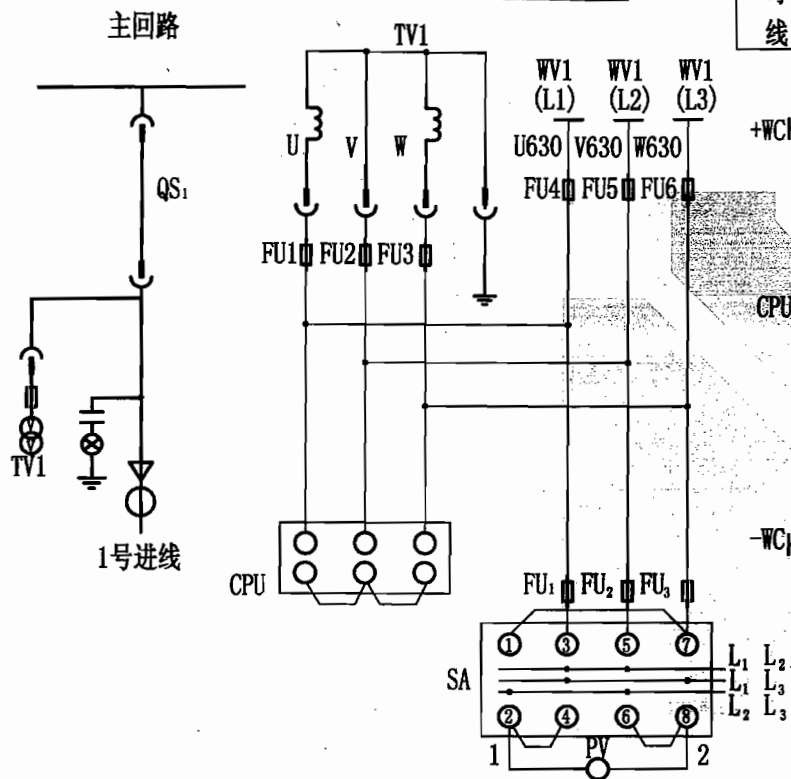 主回路
线
TV1
WV1 WV1 WV1
(L1) (L2) (L3)
U V W
U630 V630 W630
QS₁
FU4 FU5 FU6
FU1 FU2 FU3
CPU
TV1
1号进线
CPU
FU₁ FU₂ FU₃
① ③ ⑤ ⑦
SA
L₁ L₂
L₁ L₃
L₂ L₃
② ④ ⑥ ⑧
1 PV 2